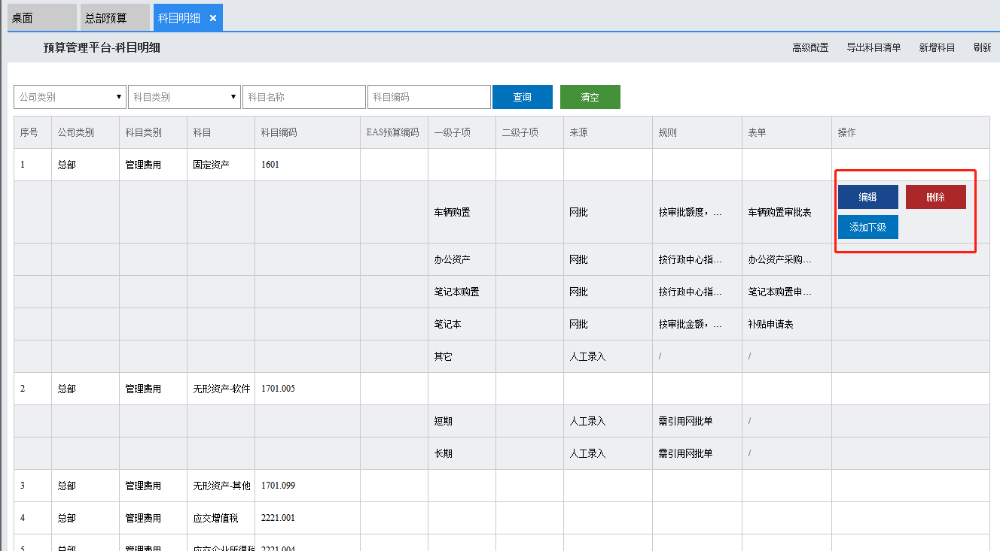 桌面 总部预算 科目明细 ×
预算管理平台-科目明细 高级配置 导出科目清单 新增科目 刷新
公司类别 科目类别 科目名称 科目编码 查询 清空
序号 公司类别 科目类别 科目 科目编码 EAS预算编码 一级子项 二级子项 来源 规则 表单 操作
1 总部 管理费用 固定资产 1601
车辆购置 网批 按审批额度，... 车辆购置审批表 编辑 删除
添加下级
办公资产 网批 按行政中心指... 办公资产采购...
笔记本购置 网批 按行政中心指... 笔记本购置申...
笔记本 网批 按审批金额，... 补贴申请表
其它 人工录入 / /
2 总部 管理费用 无形资产-软件 1701.005
短期 人工录入 需引用网批单 /
长期 人工录入 需引用网批单 /
3 总部 管理费用 无形资产-其他 1701.099
4 总部 管理费用 应交增值税 2221.001
5 总部 管理费用 应交企业所得税 2221.004